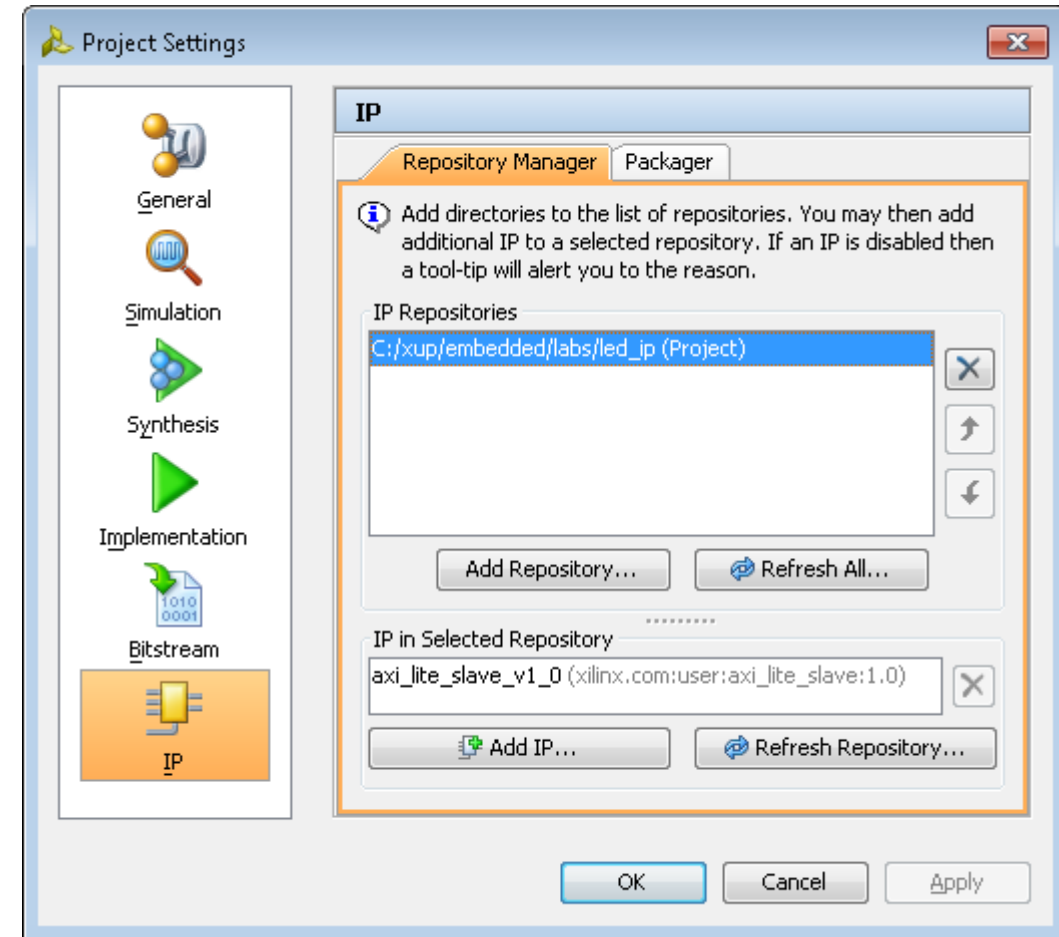 Project Settings
General
Simulation
Synthesis
Implementation
1010
0001
Bitstream
IP
IP
Repository Manager
Packager
Add directories to the list of repositories. You may then add
additional IP to a selected repository. If an IP is disabled then
a tool-tip will alert you to the reason.
IP Repositories
C:/xup/embedded/labs/led_ip (Project)
Add Repository...
Refresh All...
IP in Selected Repository
axi_lite_slave_v1_0 (xilinx.com:user:axi_lite_slave:1.0)
Add IP...
Refresh Repository...
OK
Cancel
Apply